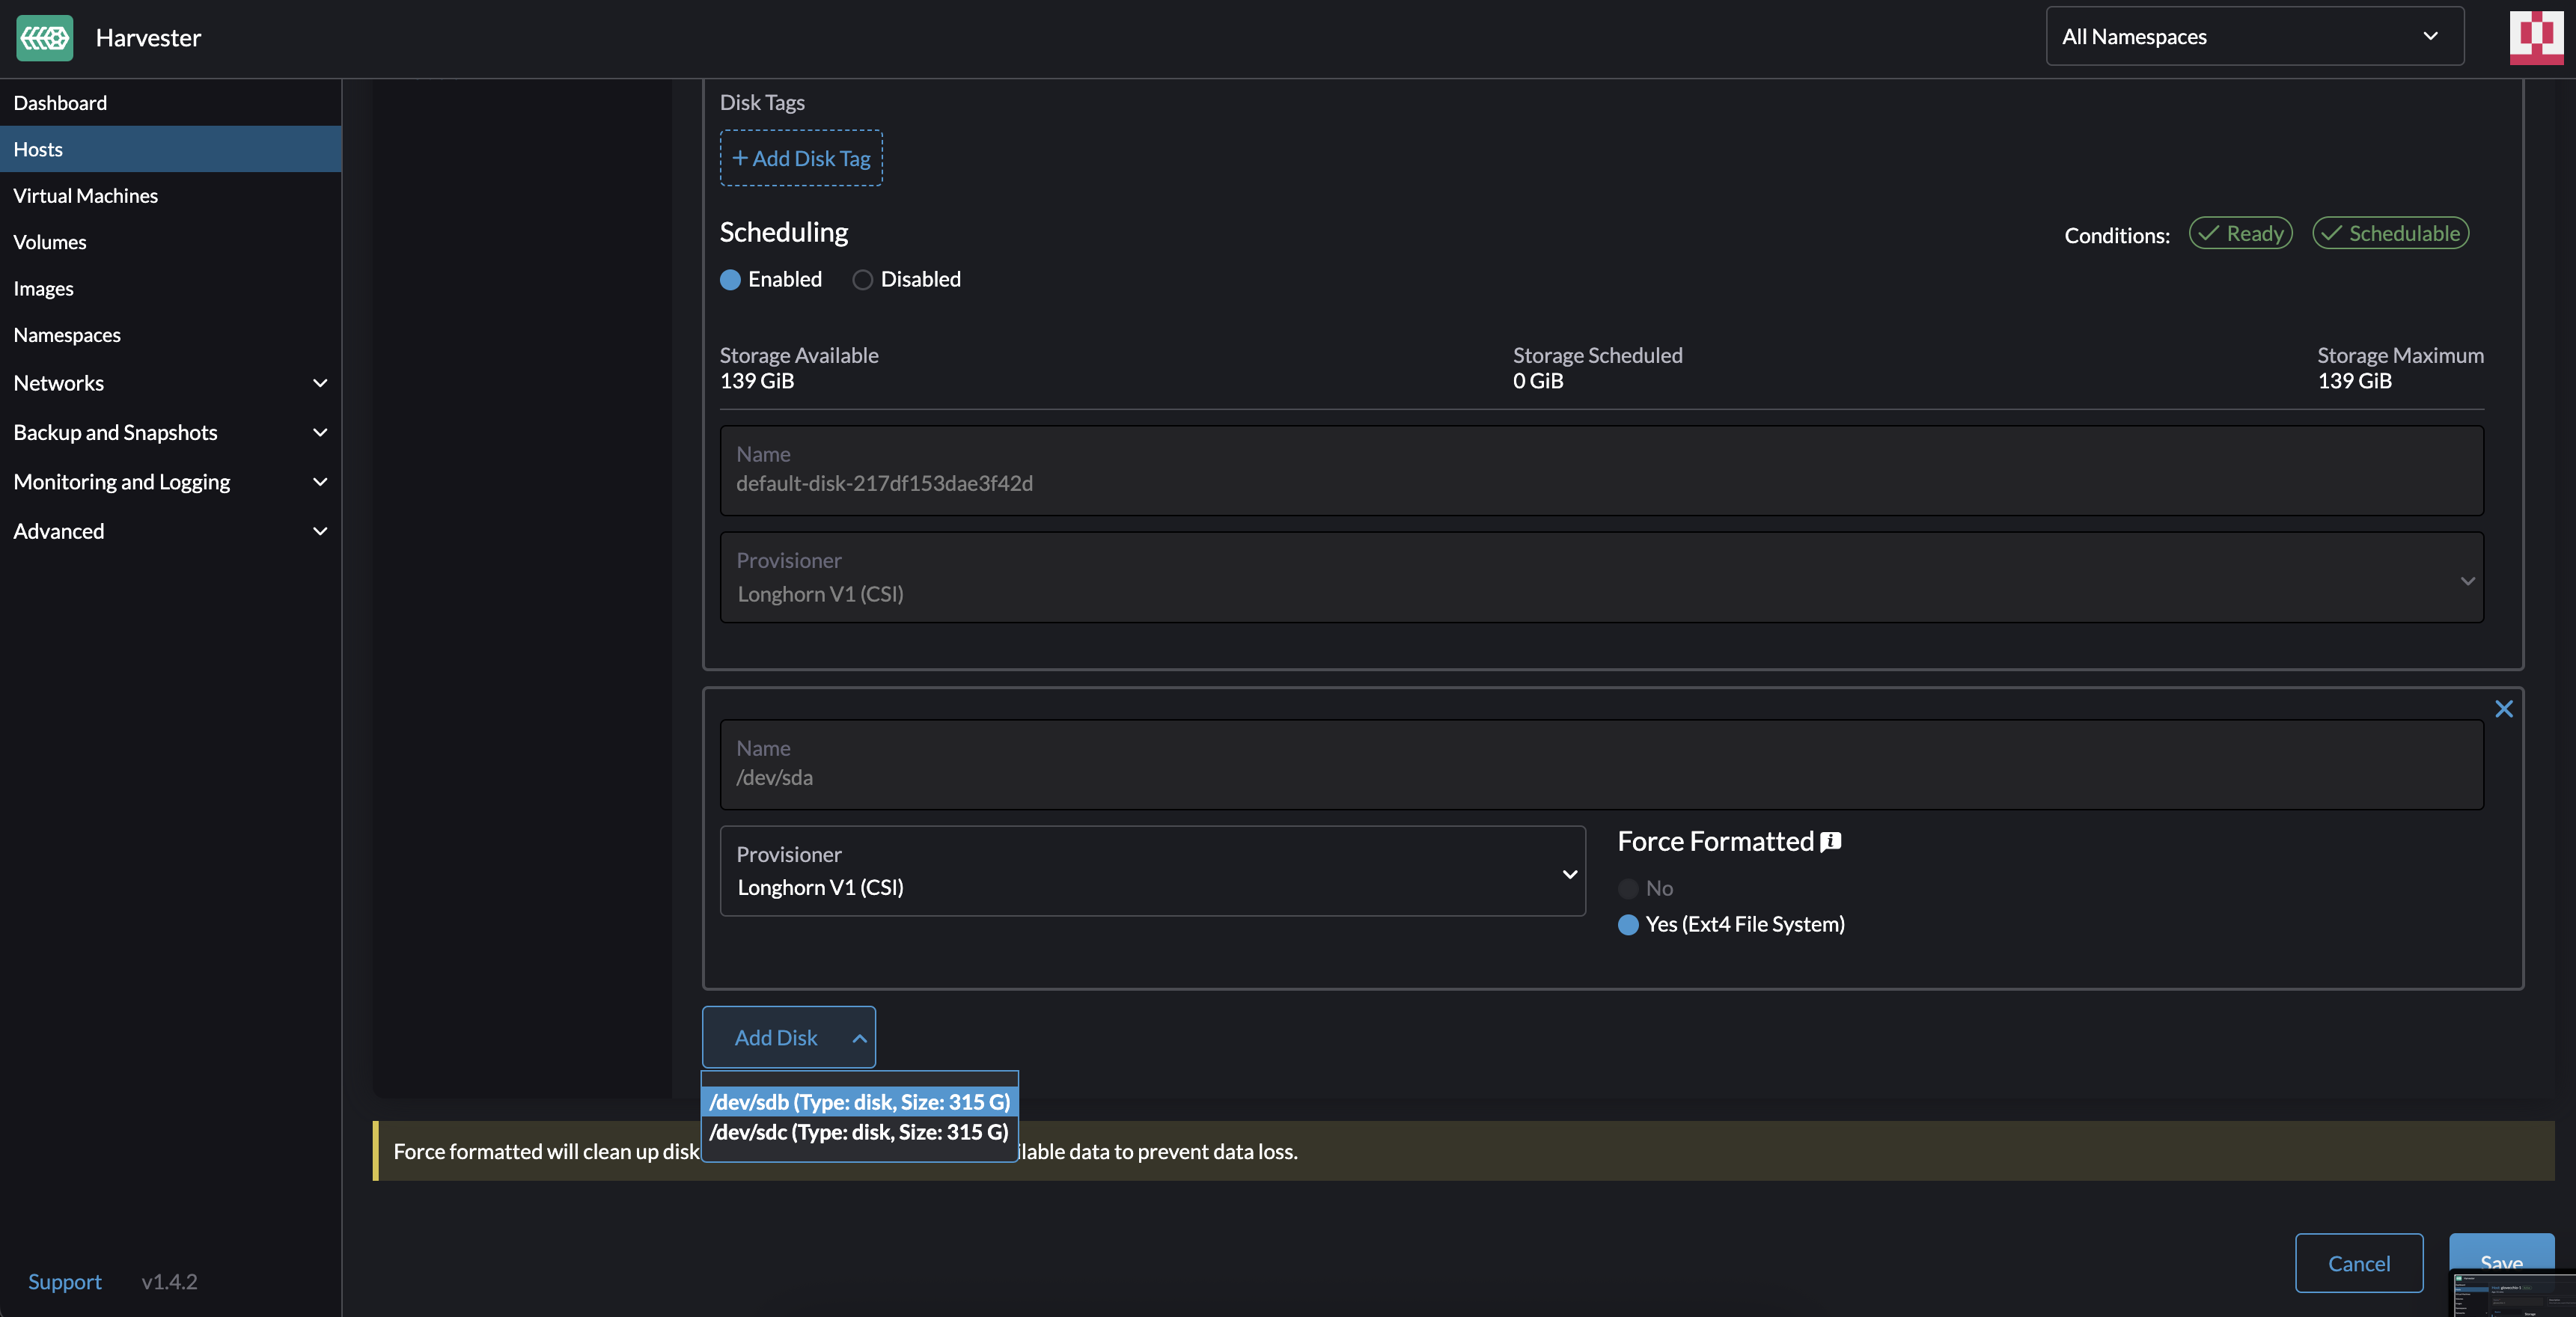 Harvester
All Namespaces
Dashboard
Hosts
Virtual Machines
Volumes
Images
Namespaces
Networks
Backup and Snapshots
Monitoring and Logging
Advanced
Disk Tags
+ Add Disk Tag
Scheduling
Conditions: Ready Schedulable
Enabled Disabled
Storage Available Storage Scheduled Storage Maximum
139 GiB 0 GiB 139 GiB
Name
default-disk-217df153dae3f42d
Provisioner
Longhorn V1 (CSI)
Name
/dev/sda
Provisioner
Longhorn V1 (CSI)
Force Formatted
No
Yes (Ext4 File System)
Add Disk
/dev/sdb (Type: disk, Size: 315 G)
/dev/sdc (Type: disk, Size: 315 G)
Force formatted will clean up disk lable data to prevent data loss.
Cancel
Save
Support v1.4.2